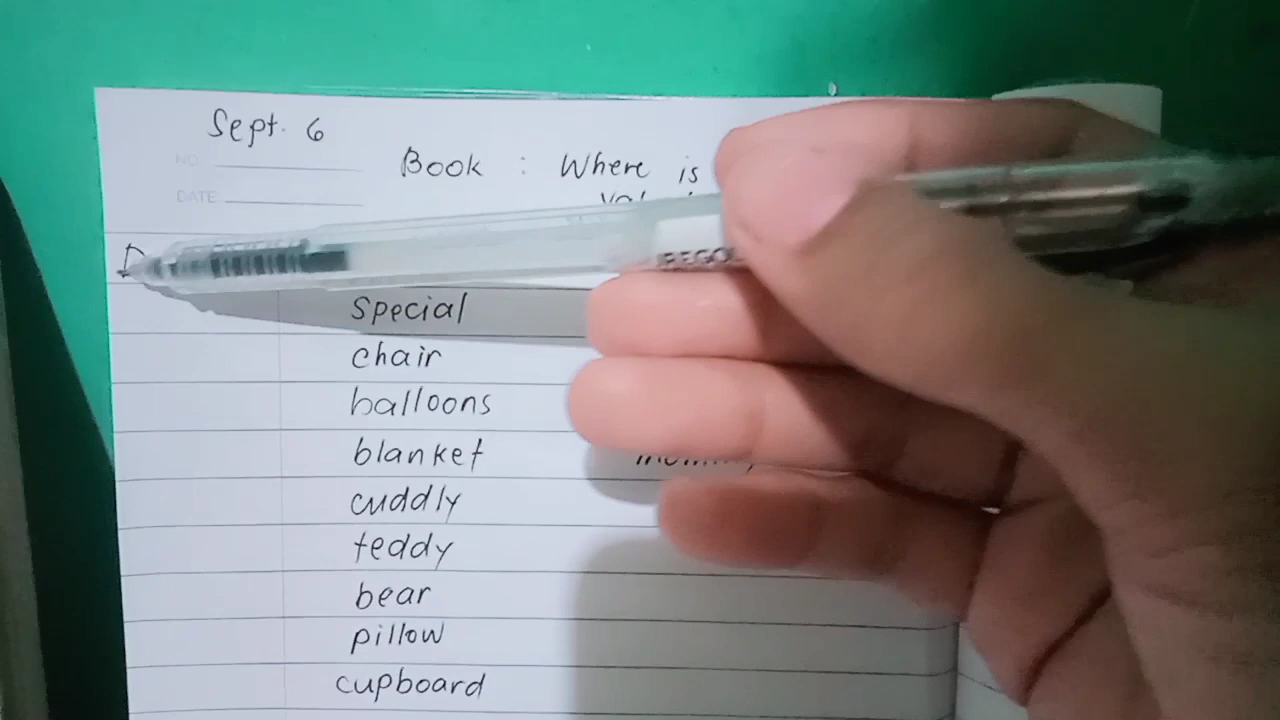 Sept. 6
NO.
Book : Where is
DATE:
special
chair
balloons
blanket
cuddly
teddy
bear
pillow
cupboard